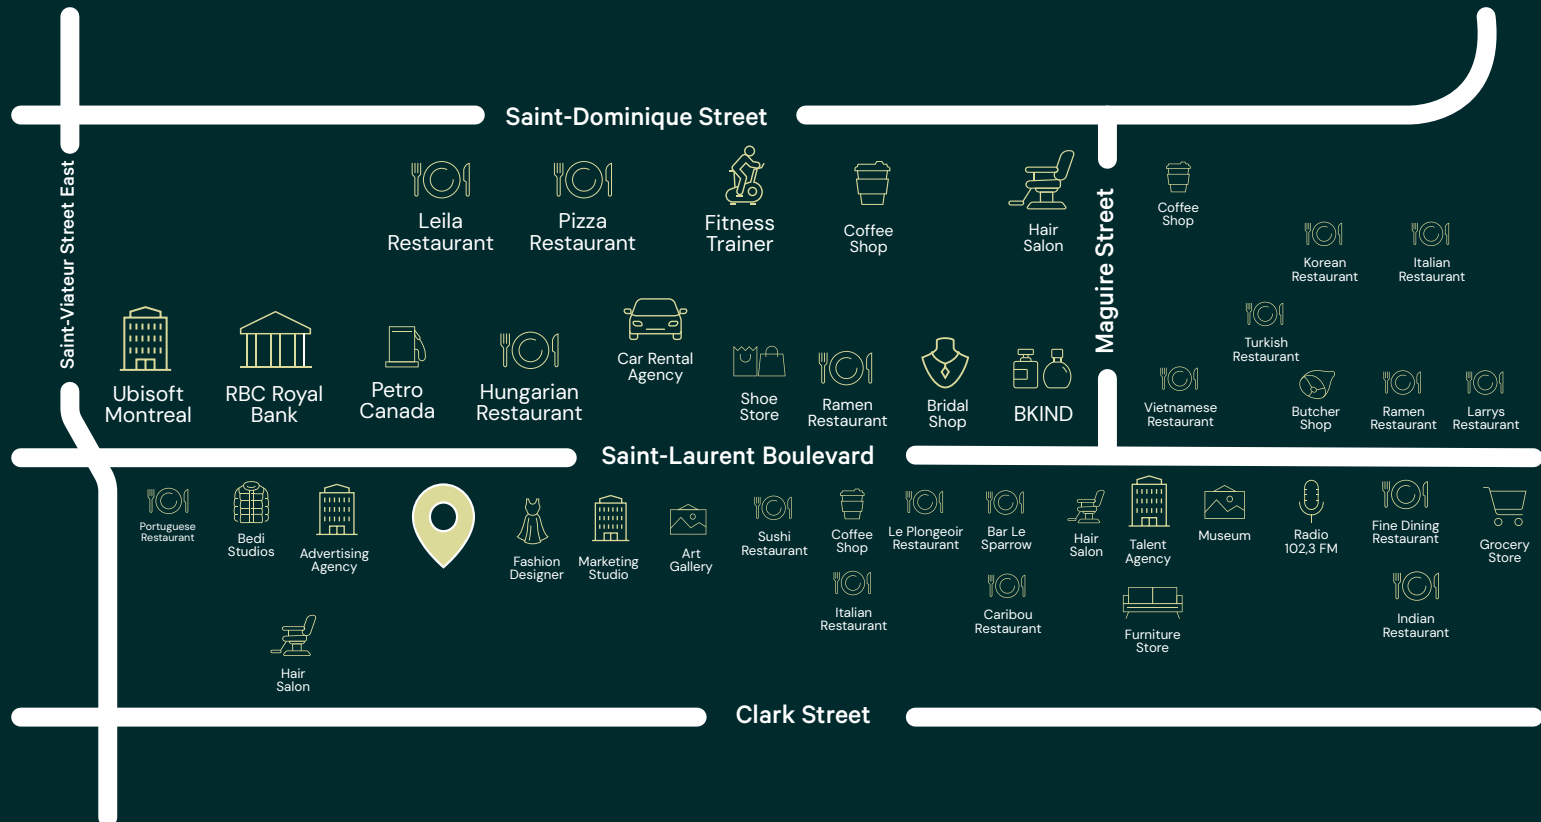 Saint-Dominique Street
Saint-Viateur Street East
Leila
Restaurant
Pizza
Restaurant
Fitness
Trainer
Coffee
Shop
Hair
Salon
Maguire Street
Coffee
Shop
Korean
Restaurant
Italian
Restaurant
Turkish
Restaurant
Ubisoft
Montreal
RBC Royal
Bank
Petro
Canada
Hungarian
Restaurant
Car Rental
Agency
Shoe
Store
Ramen
Restaurant
Bridal
Shop
BKIND
Vietnamese
Restaurant
Butcher
Shop
Ramen
Restaurant
Larrys
Restaurant
Saint-Laurent Boulevard
Portuguese
Restaurant
Bedi
Studios
Advertising
Agency
Fashion
Designer
Marketing
Studio
Art
Gallery
Sushi
Restaurant
Coffee
Shop
Le Plongeoir
Restaurant
Bar Le
Sparrow
Hair
Salon
Talent
Agency
Museum
Radio
102,3 FM
Fine Dining
Restaurant
Grocery
Store
Italian
Restaurant
Caribou
Restaurant
Furniture
Store
Indian
Restaurant
Hair
Salon
Clark Street